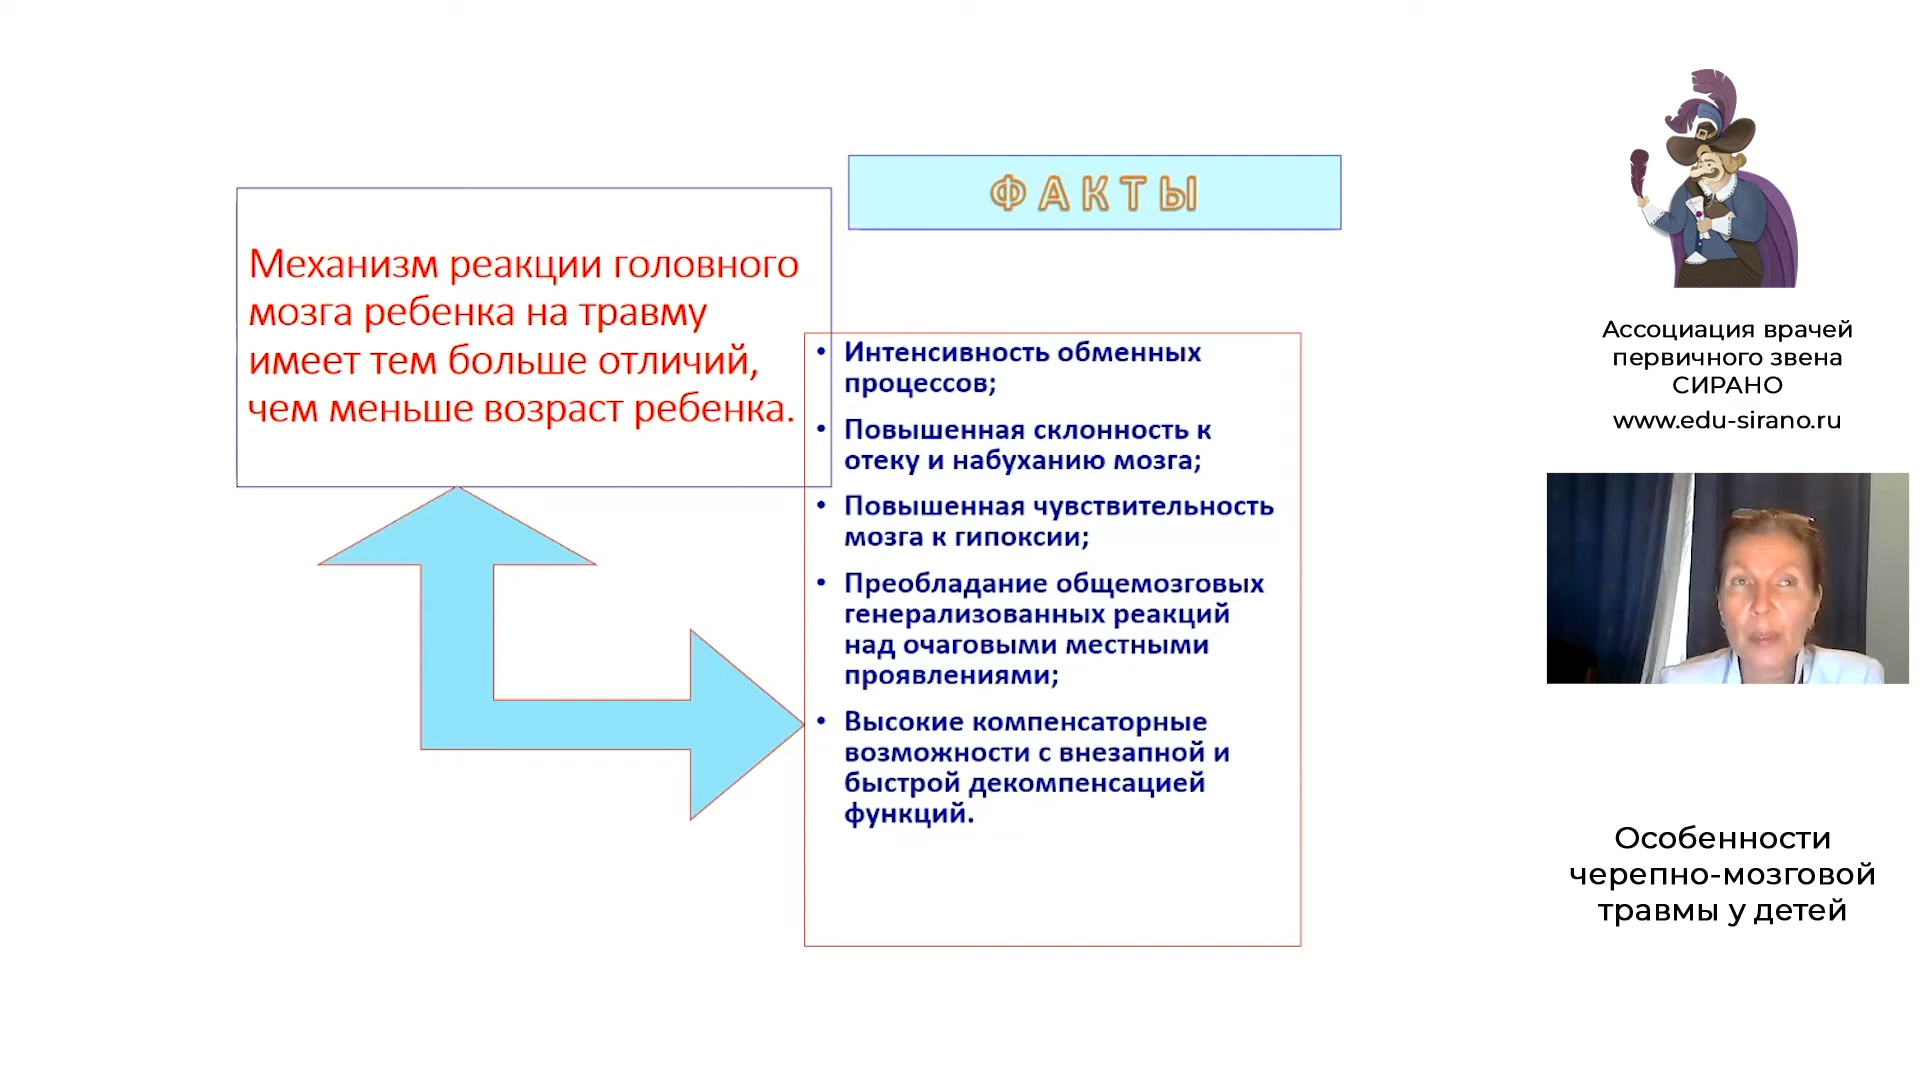 ФАКТЫ
Механизм реакции головного
мозга ребенка на травму
имеет тем больше отличий,
чем меньше возраст ребенка.
• Интенсивность обменных
процессов;
• Повышенная склонность к
отеку и набуханию мозга;
• Повышенная чувствительность
мозга к гипоксии;
• Преобладание общемозговых
генерализованных реакций
над очаговыми местными
проявлениями;
• Высокие компенсаторные
возможности с внезапной и
быстрой декомпенсацией
функций.
Ассоциация врачей
первичного звена
СИРАНО
www.edu-sirano.ru
Особенности
черепно-мозговой
травмы у детей